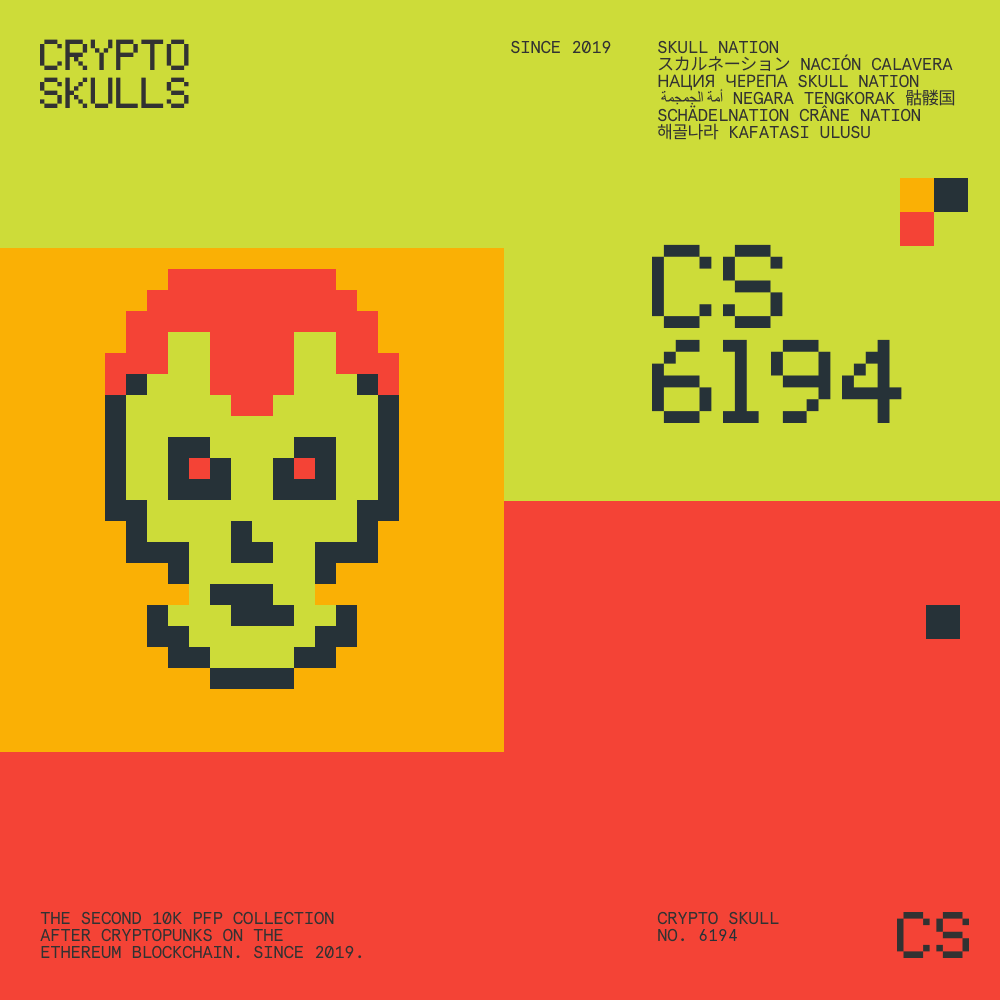 CRYPTO
SKULLS
SINCE 2019
SKULL NATION
スカルネーション NACIÓN CALAVERA
НАЦИЯ ЧЕРЕПА SKULL NATION
أمة الجمجمة NEGARA TENGKORAK 骷髅国
SCHÄDELNATION CRÂNE NATION
해골나라 KAFATASI ULUSU
CS
6194
THE SECOND 10K PFP COLLECTION
AFTER CRYPTOPUNKS ON THE
ETHEREUM BLOCKCHAIN. SINCE 2019.
CRYPTO SKULL
NO. 6194
CS